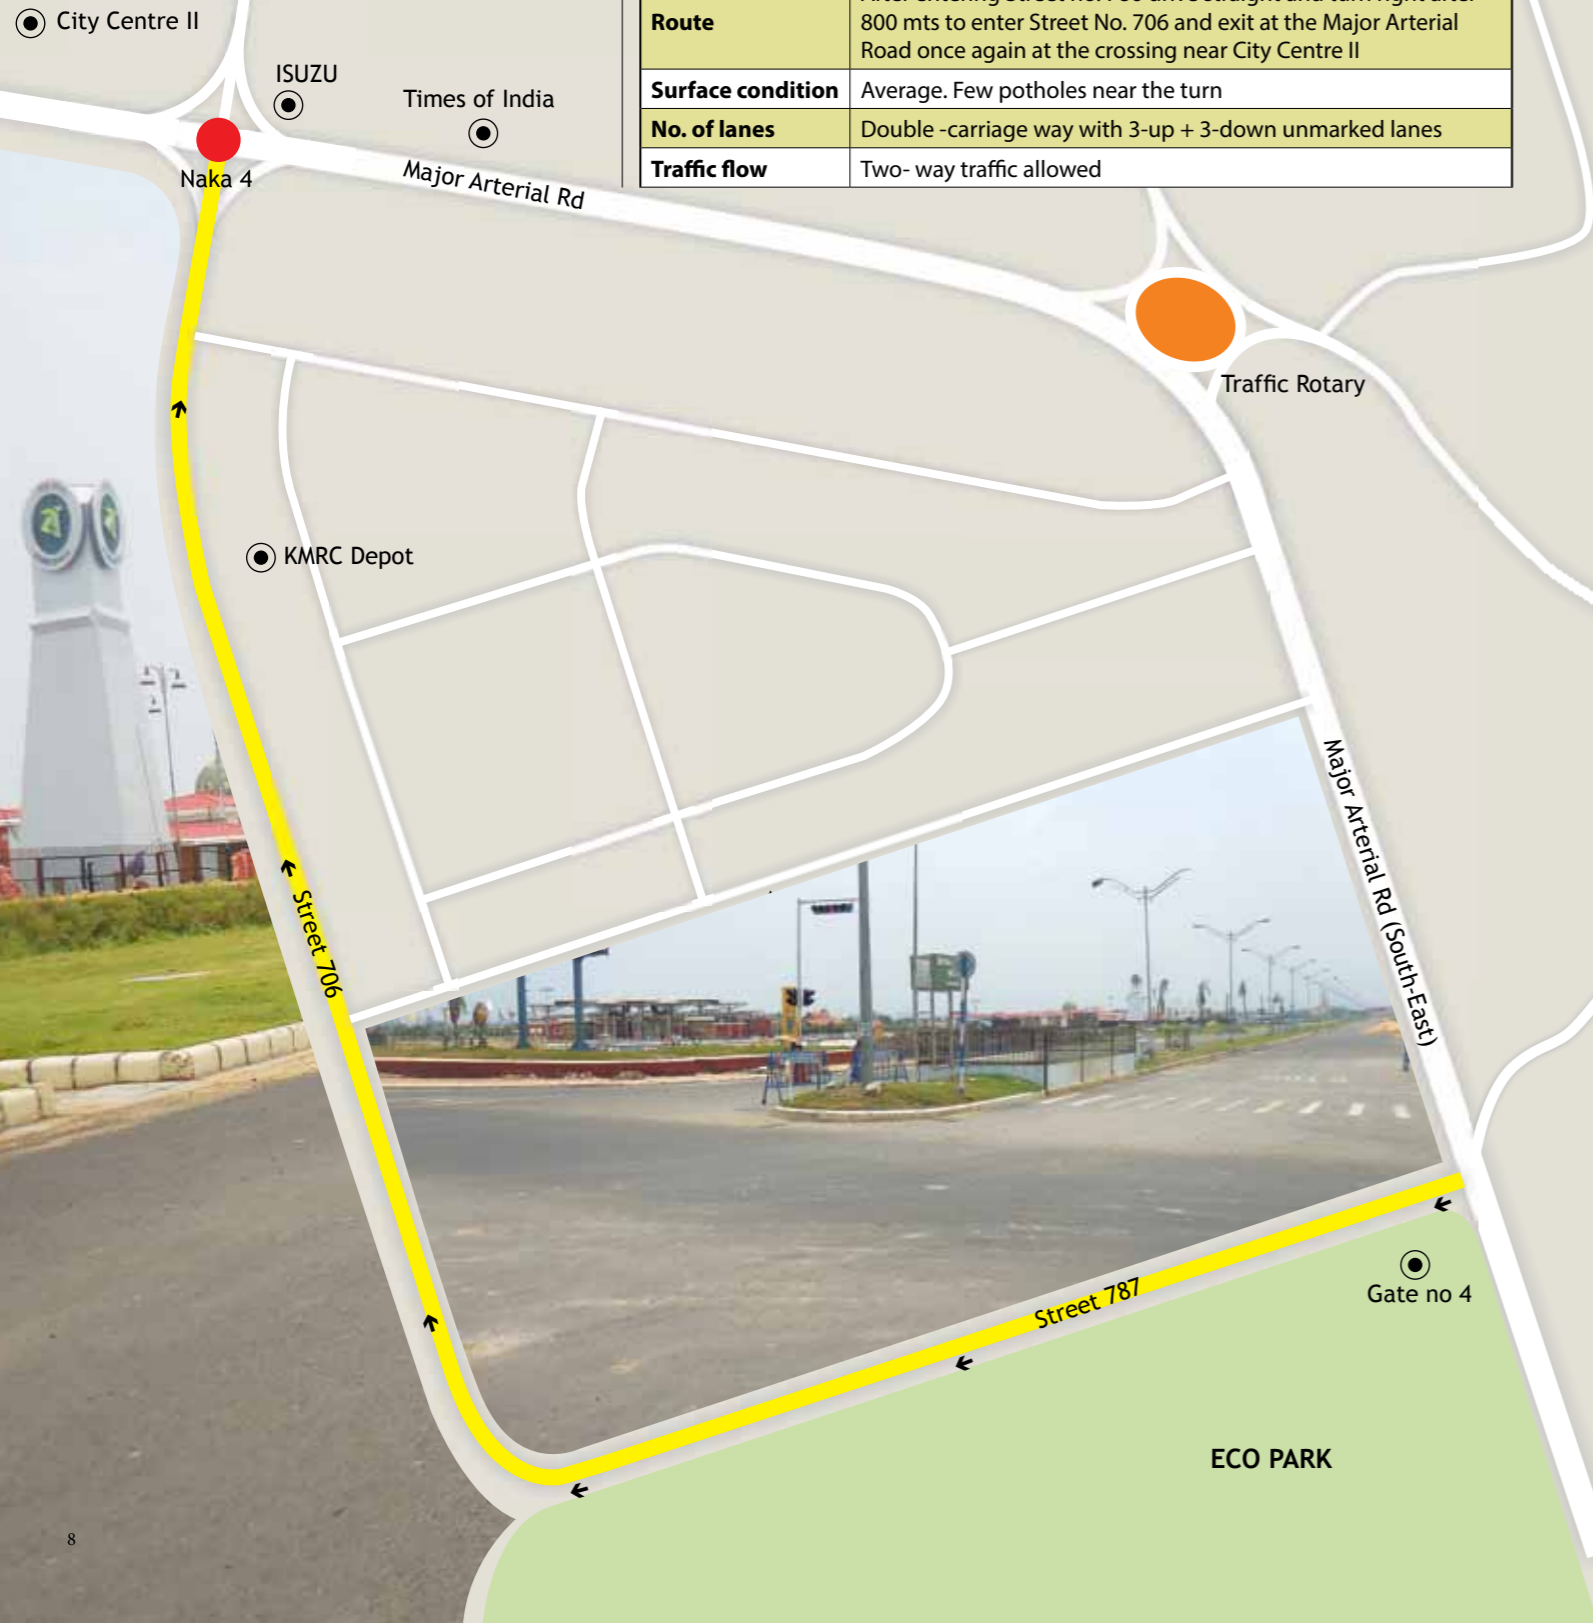 City Centre II
ISUZU
Times of India
Naka 4
Major Arterial Rd
Route
800 mts to enter Street No. 706 and exit at the Major Arterial
Road once again at the crossing near City Centre II
Surface condition Average. Few potholes near the turn
No. of lanes Double -carriage way with 3-up + 3-down unmarked lanes
Traffic flow Two- way traffic allowed
Traffic Rotary
KMRC Depot
Major Arterial Rd (South-East)
Street 706
Street 787
Gate no 4
ECO PARK
8